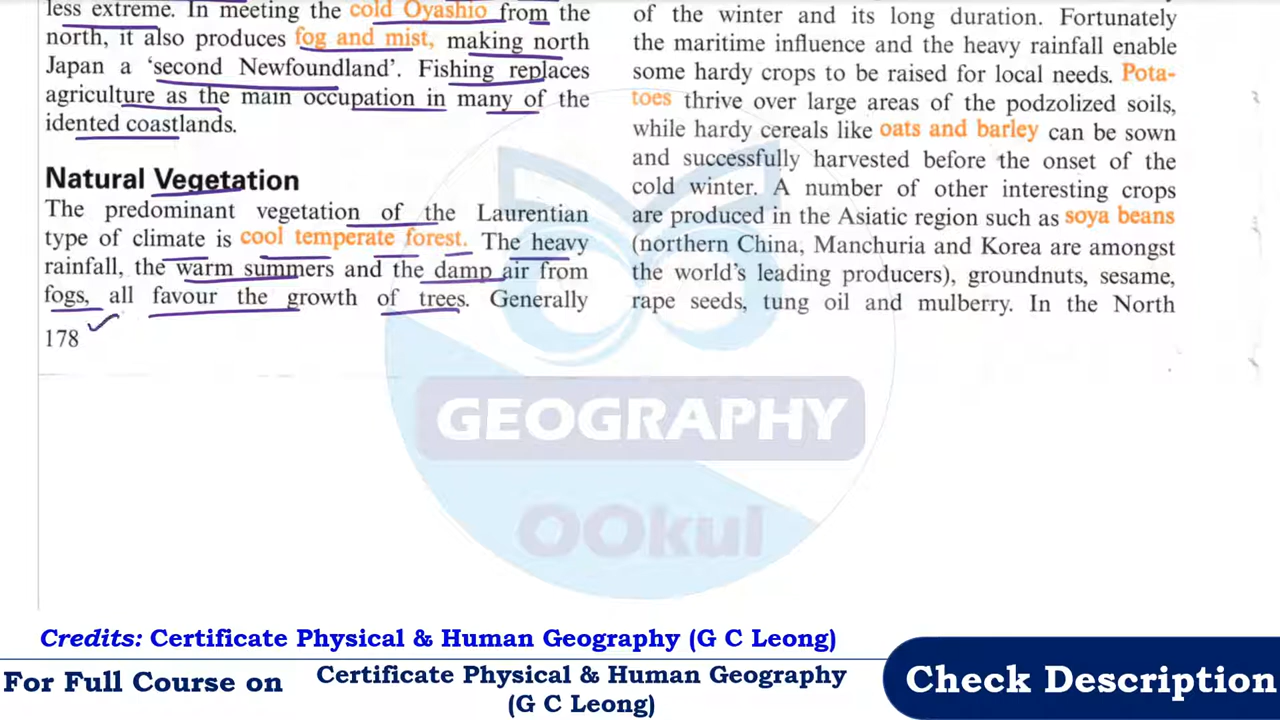 less extreme. In meeting the cold Oyashio from the
north, it also produces fog and mist, making north
Japan a ‘second Newfoundland’. Fishing replaces
agriculture as the main occupation in many of the
idented coastlands.
Natural Vegetation
The predominant vegetation of the Laurentian
type of climate is cool temperate forest. The heavy
rainfall, the warm summers and the damp air from
fogs, all favour the growth of trees. Generally
178
of the winter and its long duration. Fortunately
the maritime influence and the heavy rainfall enable
some hardy crops to be raised for local needs. Pota-
toes thrive over large areas of the podzolized soils,
while hardy cereals like oats and barley can be sown
and successfully harvested before the onset of the
cold winter. A number of other interesting crops
are produced in the Asiatic region such as soya beans
(northern China, Manchuria and Korea are amongst
the world’s leading producers), groundnuts, sesame,
rape seeds, tung oil and mulberry. In the North
GEOGRAPHY
OOkul
Credits: Certificate Physical & Human Geography (G C Leong)
For Full Course on
Certificate Physical & Human Geography
(G C Leong)
Check Description